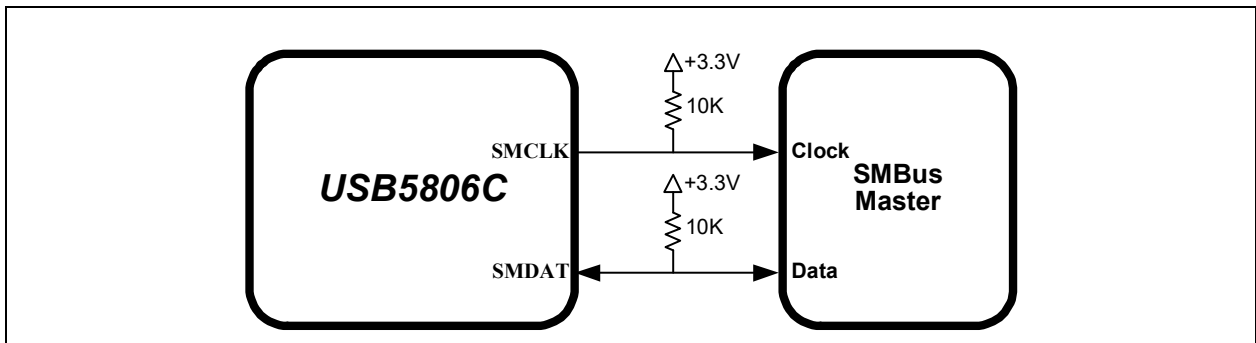 +3.3V
10K
SMCLK
Clock
USB5806C
SMBus
Master
+3.3V
10K
SMDAT
Data